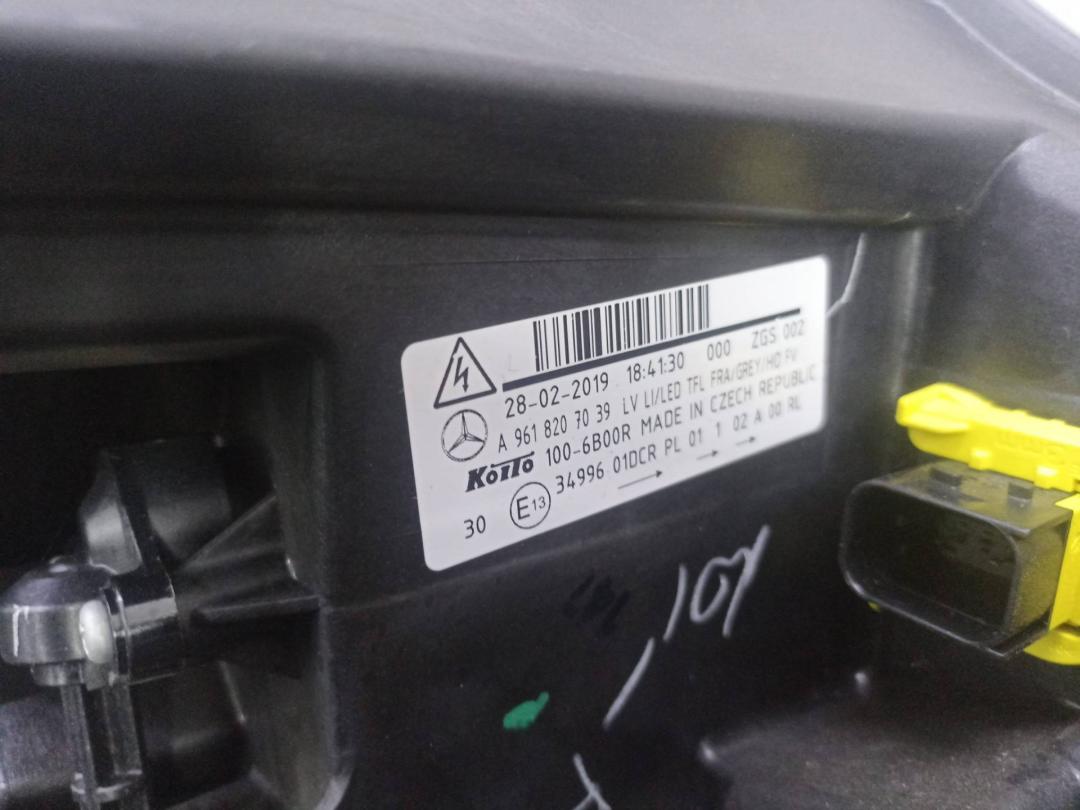 28-02-2019 18:41:30 000 ZGS 002
A 961 820 70 39 LV LI/LED TFL FRA/GREY/HD FV
KOITO 100-6B00R MADE IN CZECH REPUBLIC
30 E13 34996 01DCR PL 01 1 02 A 00 RL